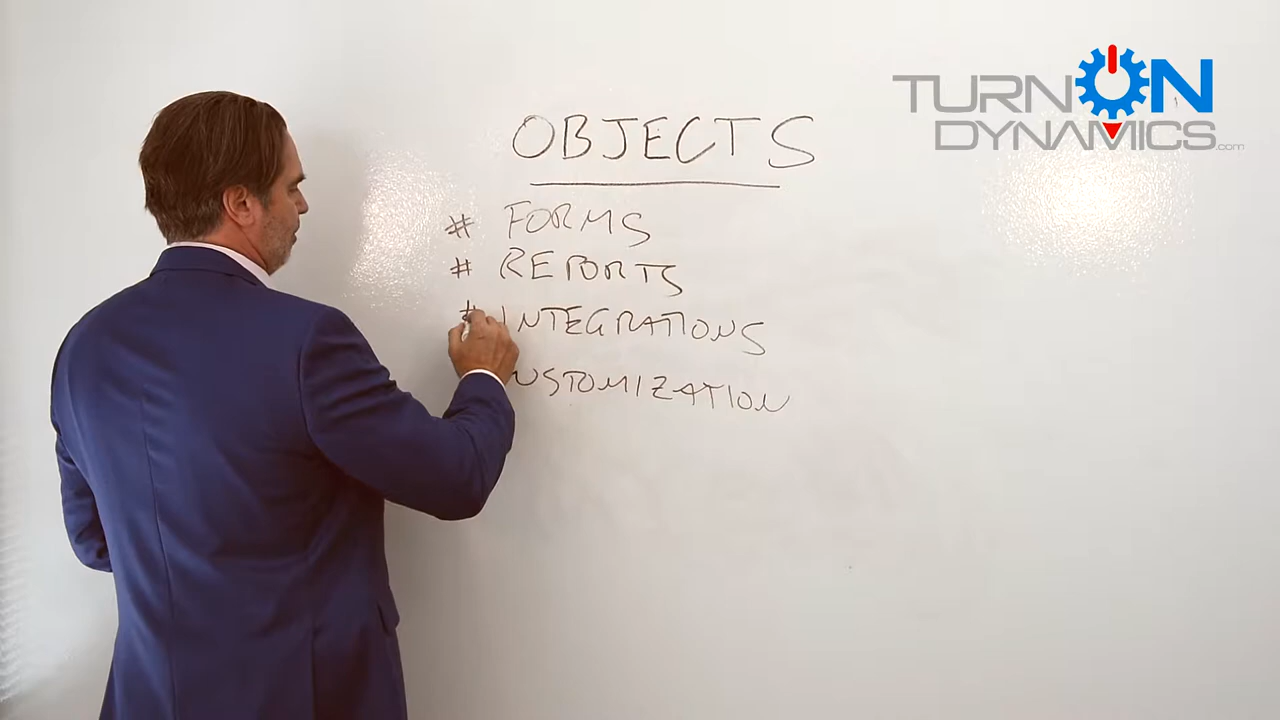 TURNON
DYNAMICS.com
OBJECTS
# FORMS
# REPORTS
# INTEGRATIONS
CUSTOMIZATION